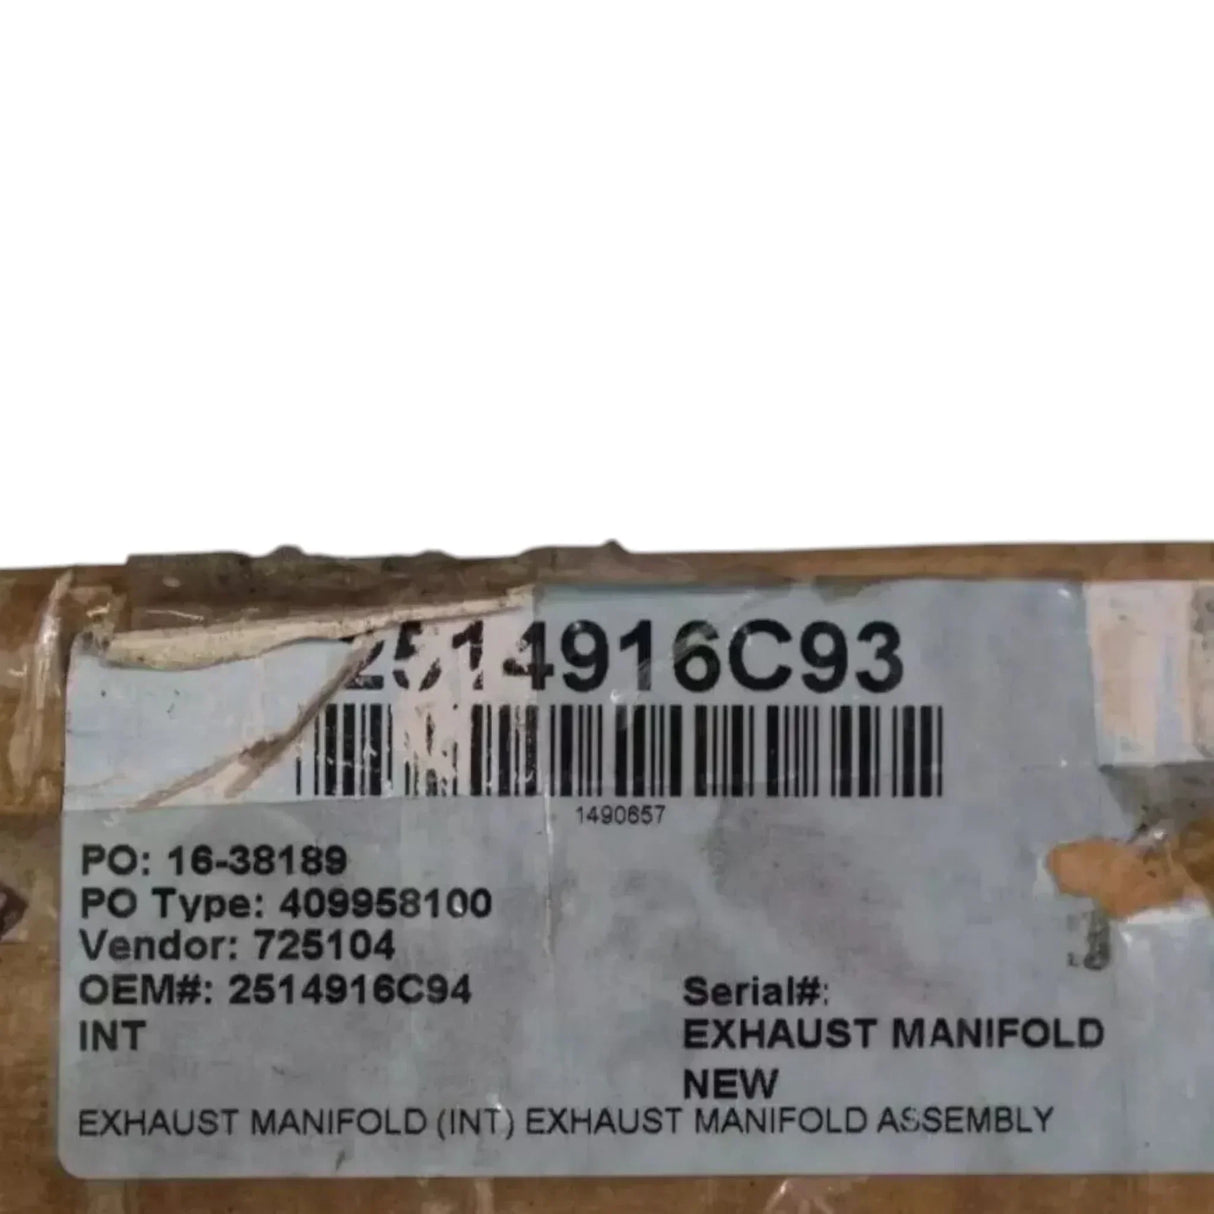 2514916C93
1490657
PO: 16-38189
PO Type: 409958100
Vendor: 725104
OEM#: 2514916C94
Serial#:
INT
EXHAUST MANIFOLD
NEW
EXHAUST MANIFOLD (INT) EXHAUST MANIFOLD ASSEMBLY